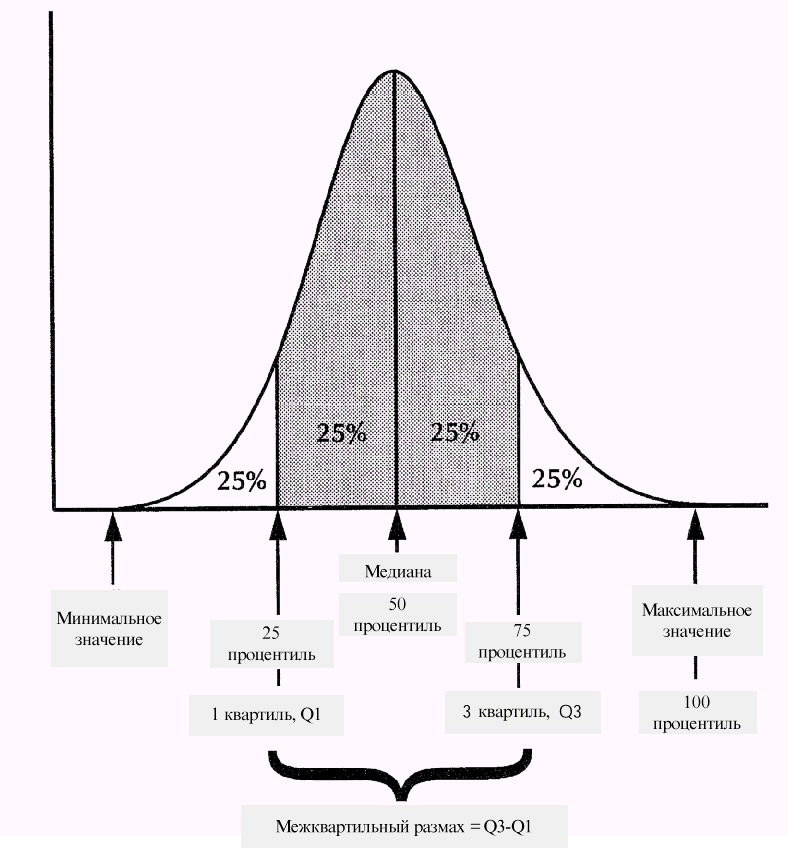 25%
25%
25%
25%
Медиана
50
процентиль
Минимальное
значение
Максимальное
значение
25
процентиль
75
процентиль
1 квартиль, Q1
3 квартиль, Q3
100
процентиль
Межквартильный размах = Q3-Q1